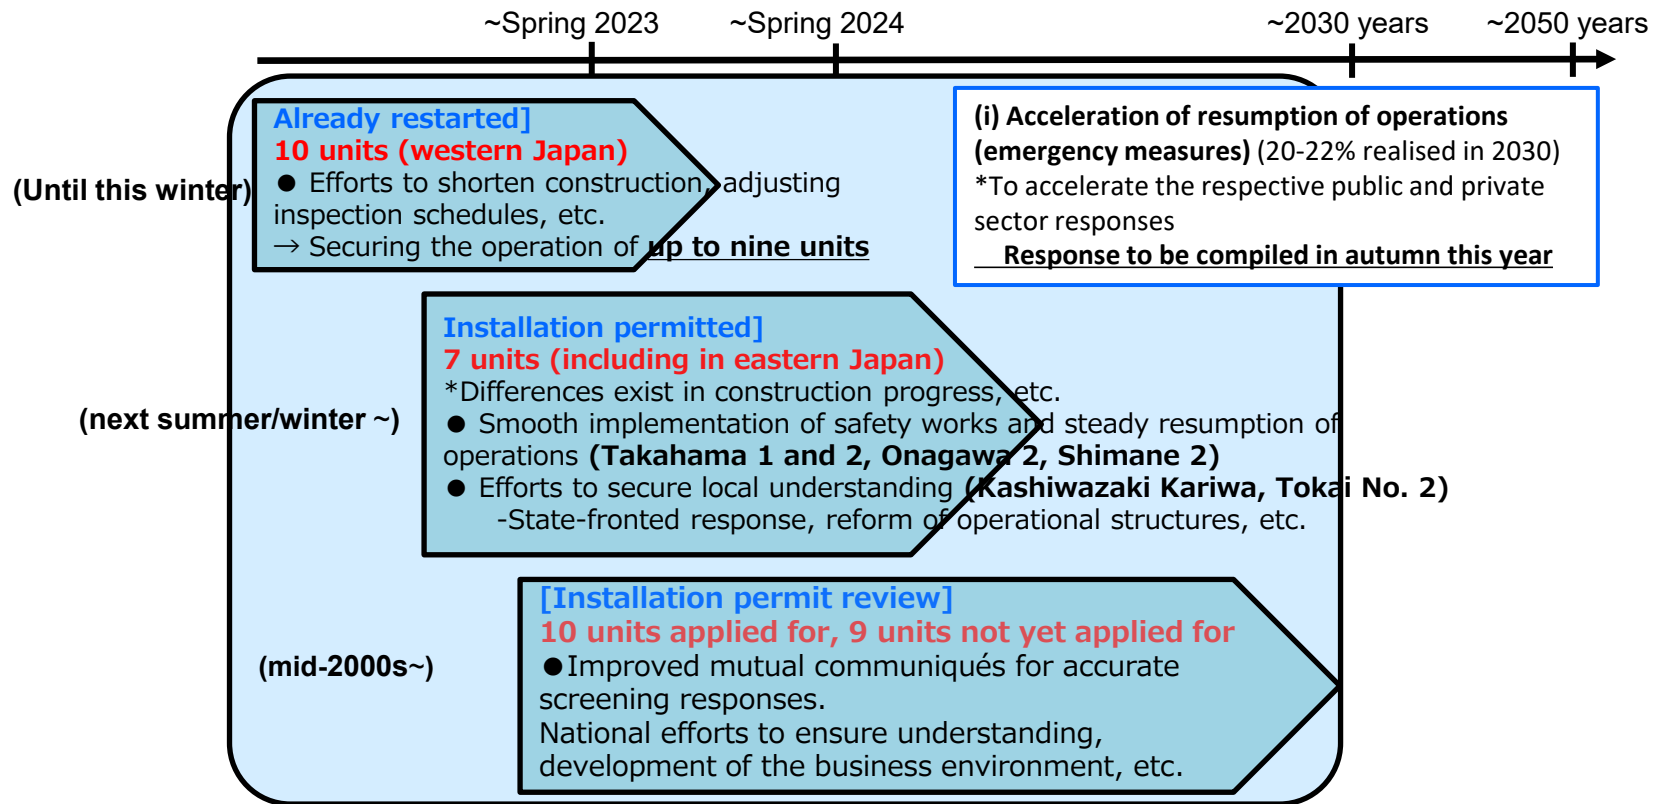 ~Spring 2023 ~Spring 2024 ~2030 years ~2050 years
(Until this winter)
Already restarted]
10 units (western Japan)
● Efforts to shorten construction, adjusting
inspection schedules, etc.
→ Securing the operation of up to nine units
(i) Acceleration of resumption of operations
(emergency measures) (20-22% realised in 2030)
*To accelerate the respective public and private
sector responses
Response to be compiled in autumn this year
(next summer/winter ~)
Installation permitted]
7 units (including in eastern Japan)
*Differences exist in construction progress, etc.
● Smooth implementation of safety works and steady resumption of
operations (Takahama 1 and 2, Onagawa 2, Shimane 2)
● Efforts to secure local understanding (Kashiwazaki Kariwa, Tokai No. 2)
-State-fronted response, reform of operational structures, etc.
(mid-2000s~)
[Installation permit review]
10 units applied for, 9 units not yet applied for
●Improved mutual communiqués for accurate
screening responses.
National efforts to ensure understanding,
development of the business environment, etc.